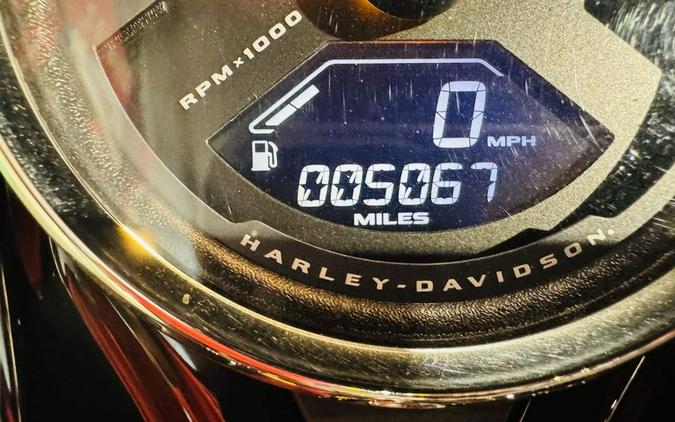 RPM×1000
0 MPH
005067
MILES
HARLEY-DAVIDSON